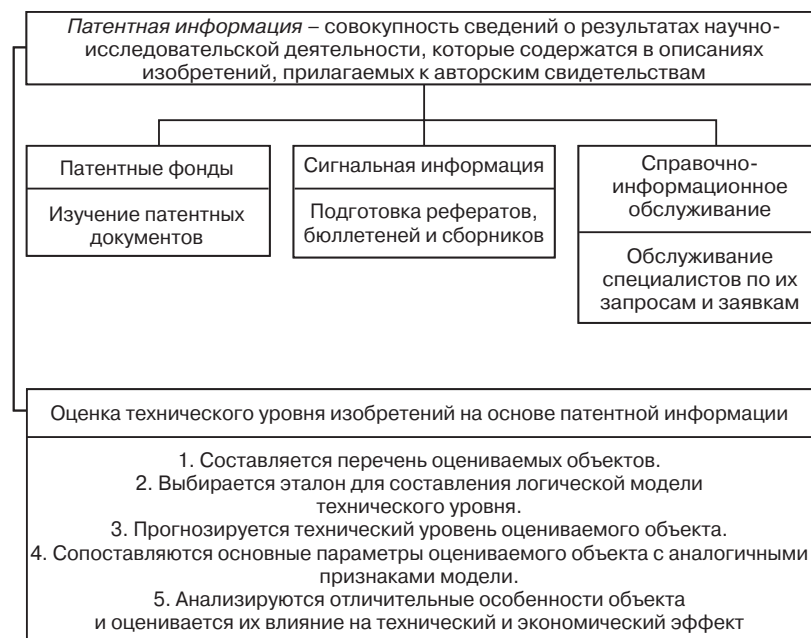 Патентная информация – совокупность сведений о результатах научно-
исследовательской деятельности, которые содержатся в описаниях
изобретений, прилагаемых к авторским свидетельствам
Патентные фонды
Изучение патентных
документов
Сигнальная информация
Подготовка рефератов,
бюллетеней и сборников
Справочно-
информационное
обслуживание
Обслуживание
специалистов по их
запросам и заявкам
Оценка технического уровня изобретений на основе патентной информации
1. Составляется перечень оцениваемых объектов.
2. Выбирается эталон для составления логической модели
технического уровня.
3. Прогнозируется технический уровень оцениваемого объекта.
4. Сопоставляются основные параметры оцениваемого объекта с аналогичными
признаками модели.
5. Анализируются отличительные особенности объекта
и оценивается их влияние на технический и экономический эффект